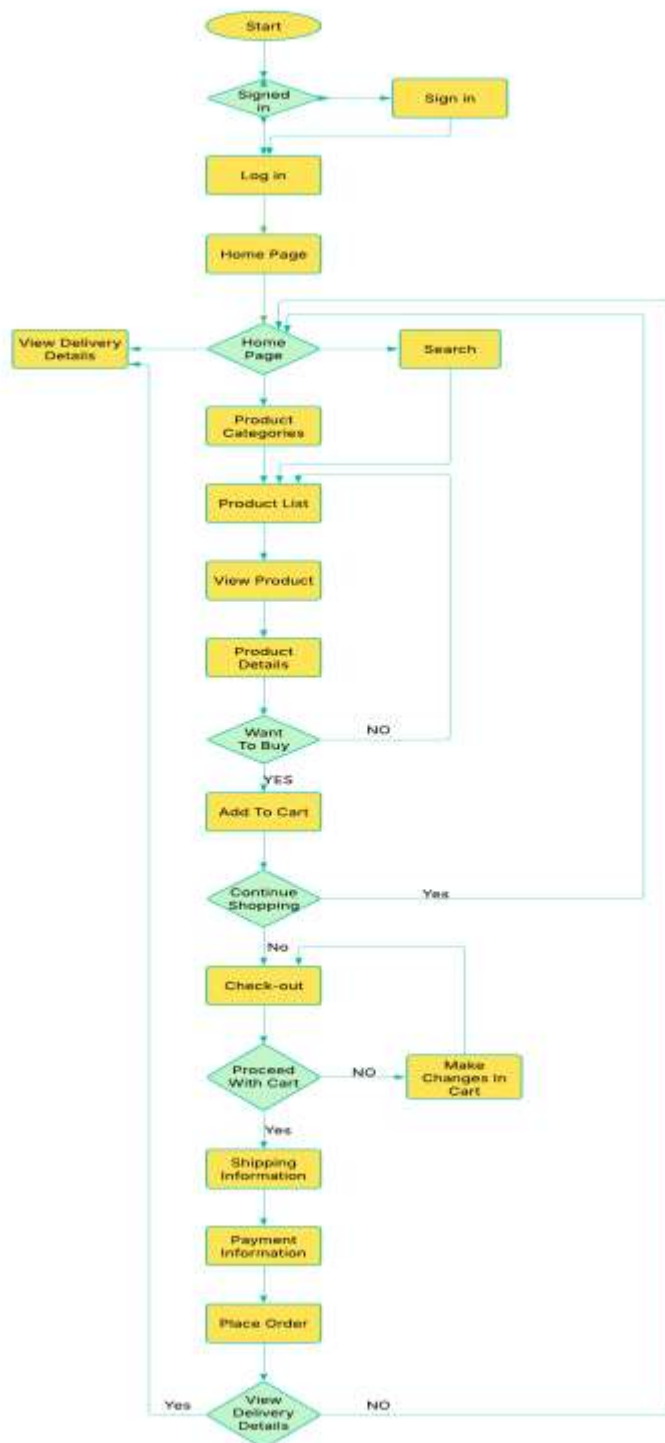 Start
Signed
in
Sign in
Log in
Home Page
View Delivery
Details
Home
Page
Search
Product
Categories
Product List
View Product
Product
Details
Want
To Buy
NO
YES
Add To Cart
Continue
Shopping
Yes
No
Check-out
Proceed
With Cart
NO
Make
Changes In
Cart
Yes
Shipping
Information
Payment
Information
Place Order
Yes
View
Delivery
Details
NO